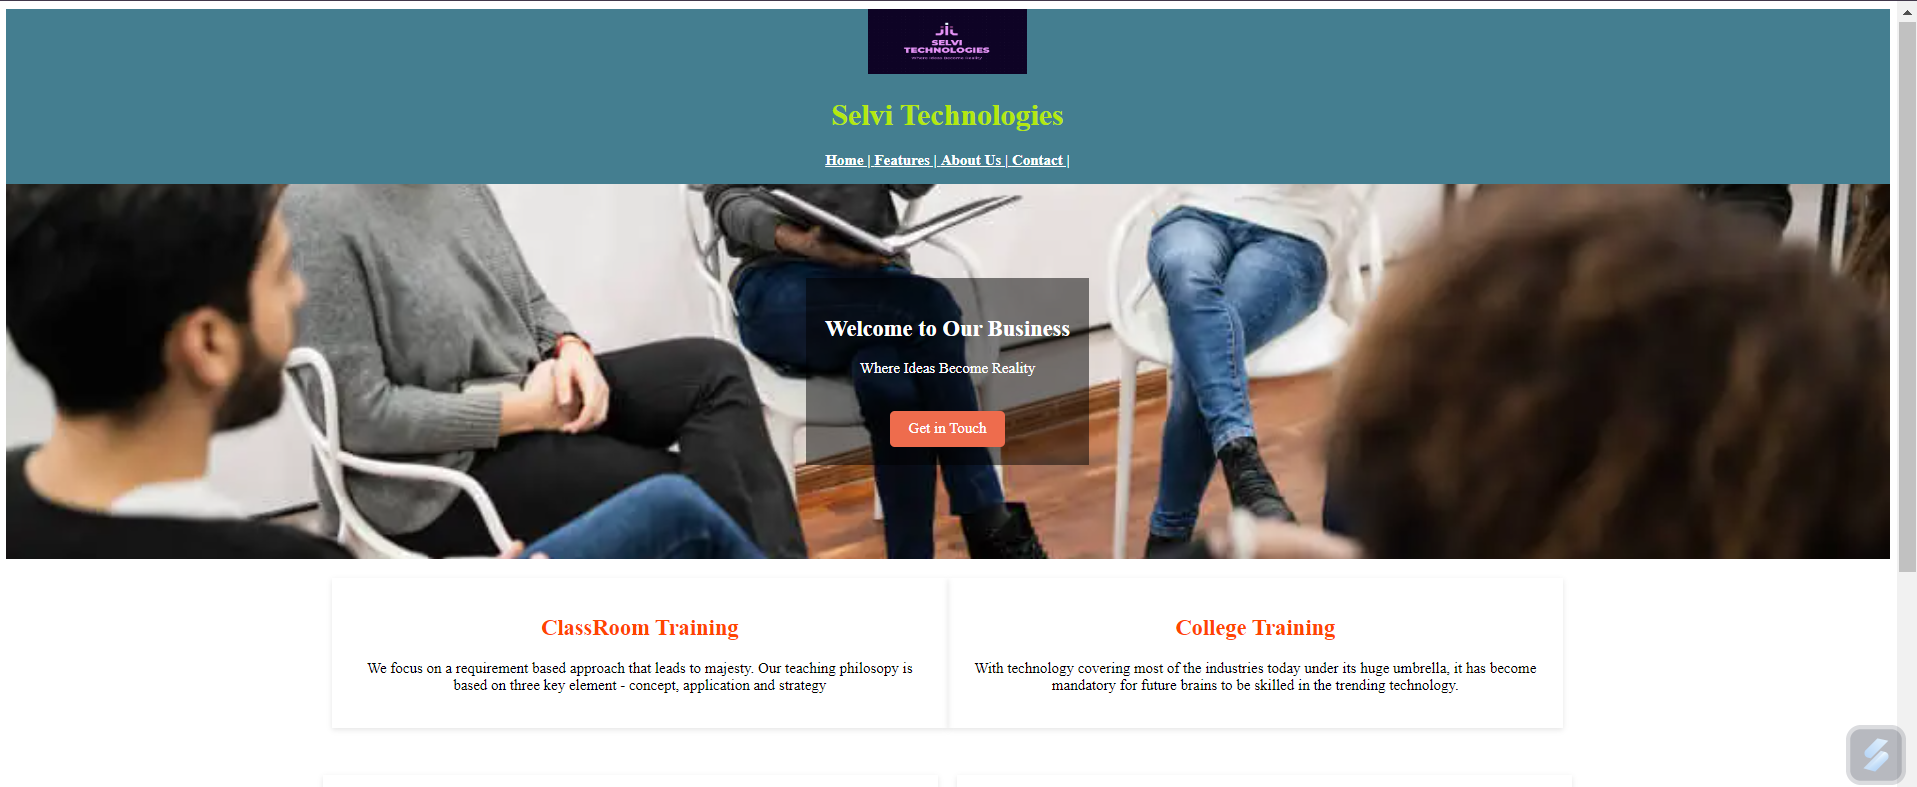 SELVI
TECHNOLOGIES
Where Ideas Become Reality
Selvi Technologies
Home | Features | About Us | Contact |
Welcome to Our Business
Where Ideas Become Reality
Get in Touch
ClassRoom Training
We focus on a requirement based approach that leads to majesty. Our teaching philosopy is
based on three key element - concept, application and strategy
College Training
With technology covering most of the industries today under its huge umbrella, it has become
mandatory for future brains to be skilled in the trending technology.